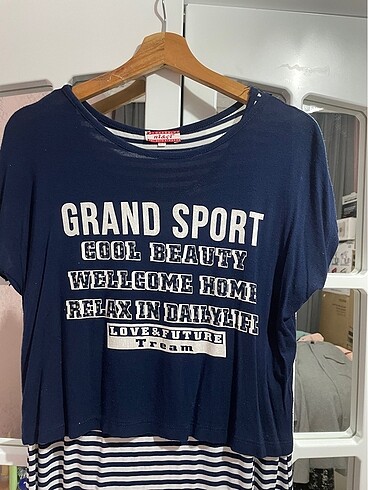 GRAND SPORT
COOL BEAUTY
WELLCOME HOME
RELAX IN DAILYLIFE
LOVE&FUTURE
Tream